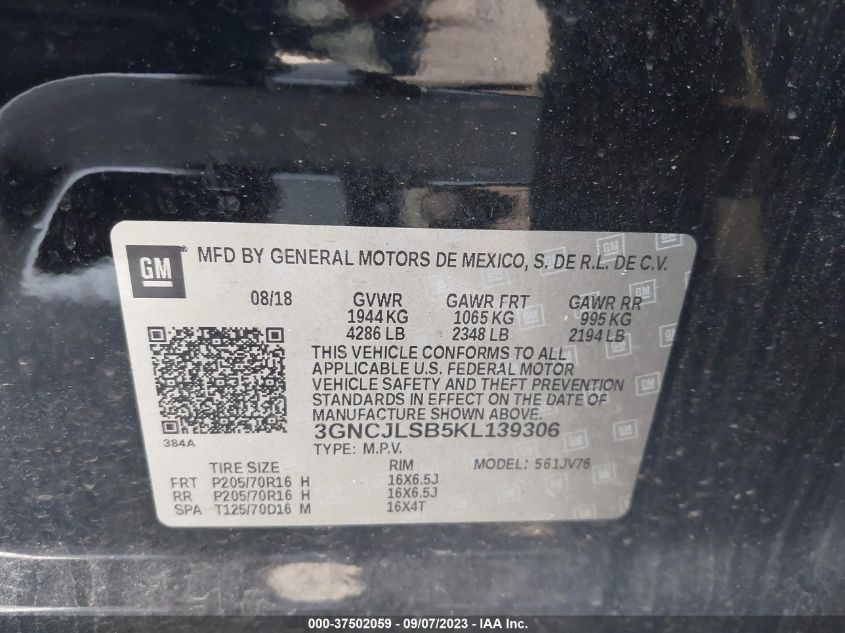 GM
MFD BY GENERAL MOTORS DE MEXICO, S. DE R.L. DE C.V.
08/18 GVWR GAWR FRT GAWR RR
1944 KG 1065 KG 995 KG
4286 LB 2348 LB 2194 LB
THIS VEHICLE CONFORMS TO ALL
APPLICABLE U.S. FEDERAL MOTOR
VEHICLE SAFETY AND THEFT PREVENTION
STANDARDS IN EFFECT ON THE DATE OF
MANUFACTURE SHOWN ABOVE.
384A
3GNCJLSB5KL139306
TYPE: M.P.V.
TIRE SIZE RIM MODEL: 561JV76
FRT P205/70R16 H 16X6.5J
RR P205/70R16 H 16X6.5J
SPA T125/70D16 M 16X4T
000-37502059 - 09/07/2023 - IAAI.COM